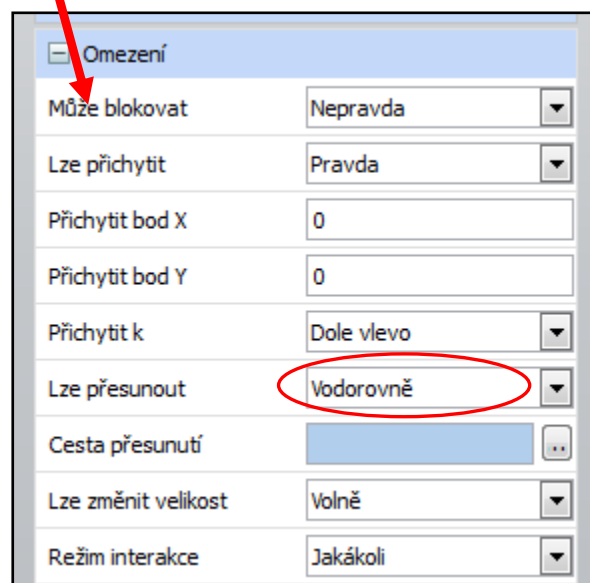 Omezení
Může blokovat Nepravda
Lze přichytit Pravda
Přichytit bod X 0
Přichytit bod Y 0
Přichytit k Dole vlevo
Lze přesunout Vodorovně
Cesta přesunutí ..
Lze změnit velikost Volně
Režim interakce Jakákoli